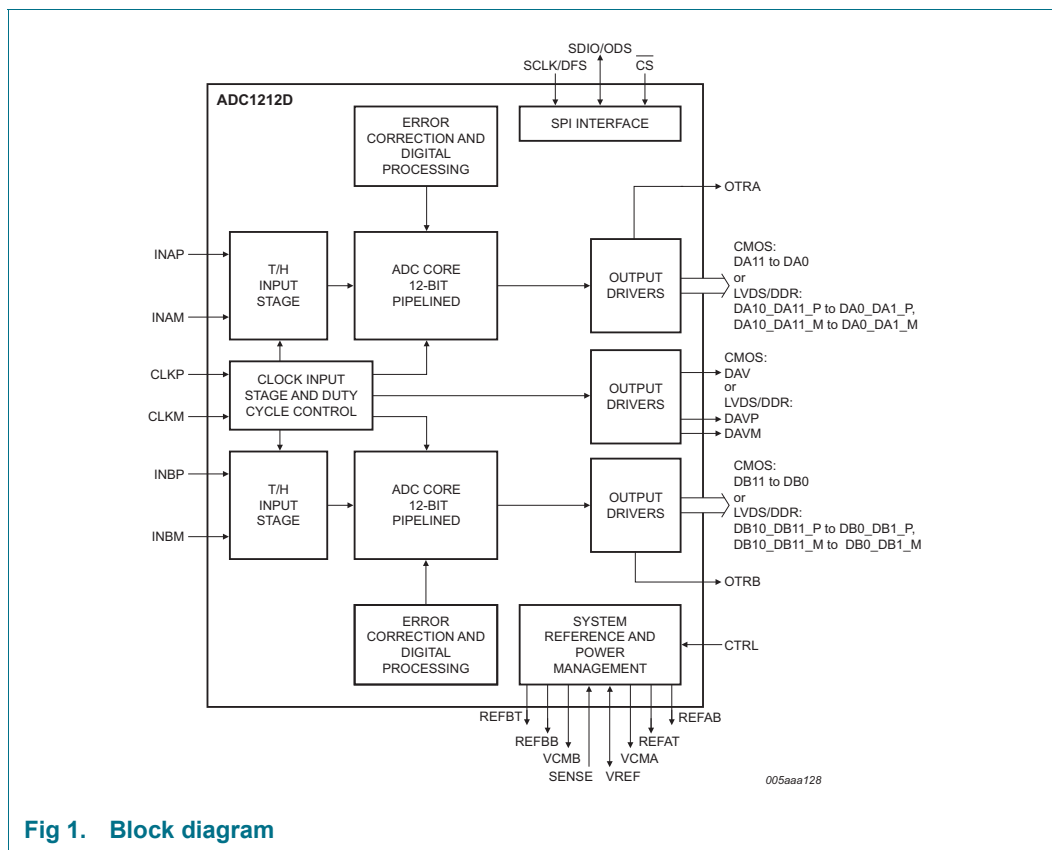 SDIO/ODS
SCLK/DFS
CS
ADC1212D
ERROR
CORRECTION AND
DIGITAL
PROCESSING
SPI INTERFACE
OTRA
INAP
INAM
T/H
INPUT
STAGE
ADC CORE
12-BIT
PIPELINED
OUTPUT
DRIVERS
CMOS:
DA11 to DA0
or
LVDS/DDR:
DA10_DA11_P to DA0_DA1_P,
DA10_DA11_M to DA0_DA1_M
CLKP
CLKM
CLOCK INPUT
STAGE AND DUTY
CYCLE CONTROL
OUTPUT
DRIVERS
CMOS:
DAV
or
LVDS/DDR:
DAVP
DAVM
INBP
INBM
T/H
INPUT
STAGE
ADC CORE
12-BIT
PIPELINED
OUTPUT
DRIVERS
CMOS:
DB11 to DB0
or
LVDS/DDR:
DB10_DB11_P to DB0_DB1_P,
DB10_DB11_M to DB0_DB1_M
OTRB
ERROR
CORRECTION AND
DIGITAL
PROCESSING
SYSTEM
REFERENCE AND
POWER
MANAGEMENT
CTRL
REFBT
REFBB
VCMB
SENSE
VREF
VCMA
REFAT
REFAB
005aaa128
Fig 1. Block diagram